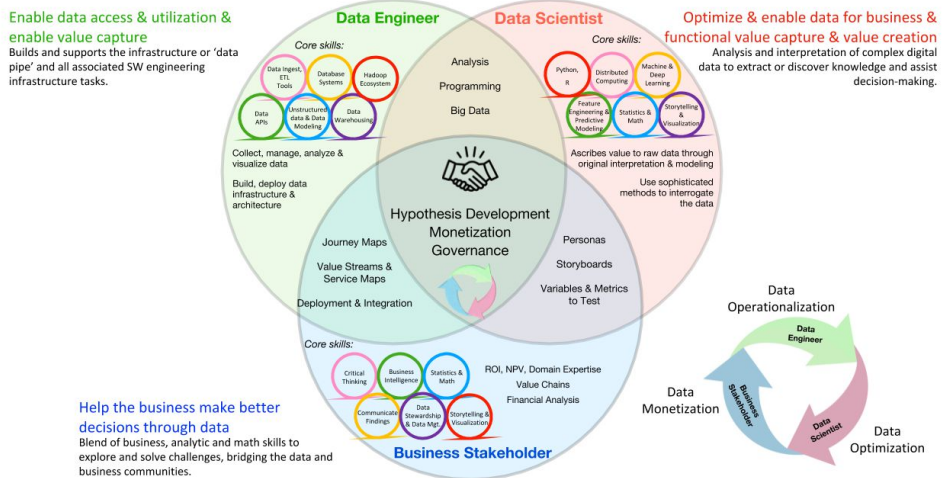 Enable data access & utilization &
enable value capture
Builds and supports the infrastructure or ‘data
pipe’ and all associated SW engineering
infrastructure tasks.
Data Engineer
Core skills:
Data Ingest,
ETL
Tools
Database
Systems
Hadoop
Ecosystem
Data
APIs
Unstructured
data & Data
Modeling
Data
Warehousing
Collect, manage, analyze &
visualize data
Build, deploy data
infrastructure &
architecture
Analysis
Programming
Big Data
Data Scientist
Core skills:
Python,
R
Distributed
Computing
Machine &
Deep
Learning
Feature
Engineering &
Predictive
Modeling
Statistics &
Math
Storytelling
&
Visualization
Ascribes value to raw data through
original interpretation & modeling
Use sophisticated
methods to interrogate
the data
Optimize & enable data for business &
functional value capture & value creation
Analysis and interpretation of complex digital
data to extract or discover knowledge and assist
decision-making.
Hypothesis Development
Monetization
Governance
Journey Maps
Value Streams &
Service Maps
Deployment & Integration
Personas
Storyboards
Variables & Metrics
to Test
Core skills:
Critical
Thinking
Business
Intelligence
Statistics &
Math
Communicate
Findings
Data
Stewardship
& Data Mgt.
Storytelling &
Visualization
ROI, NPV, Domain Expertise
Value Chains
Financial Analysis
Business Stakeholder
Help the business make better
decisions through data
Blend of business, analytic and math skills to
explore and solve challenges, bridging the data and
business communities.
Data
Operationalization
Data
Engineer
Data
Monetization
Business
Stakeholder
Data
Scientist
Data
Optimization